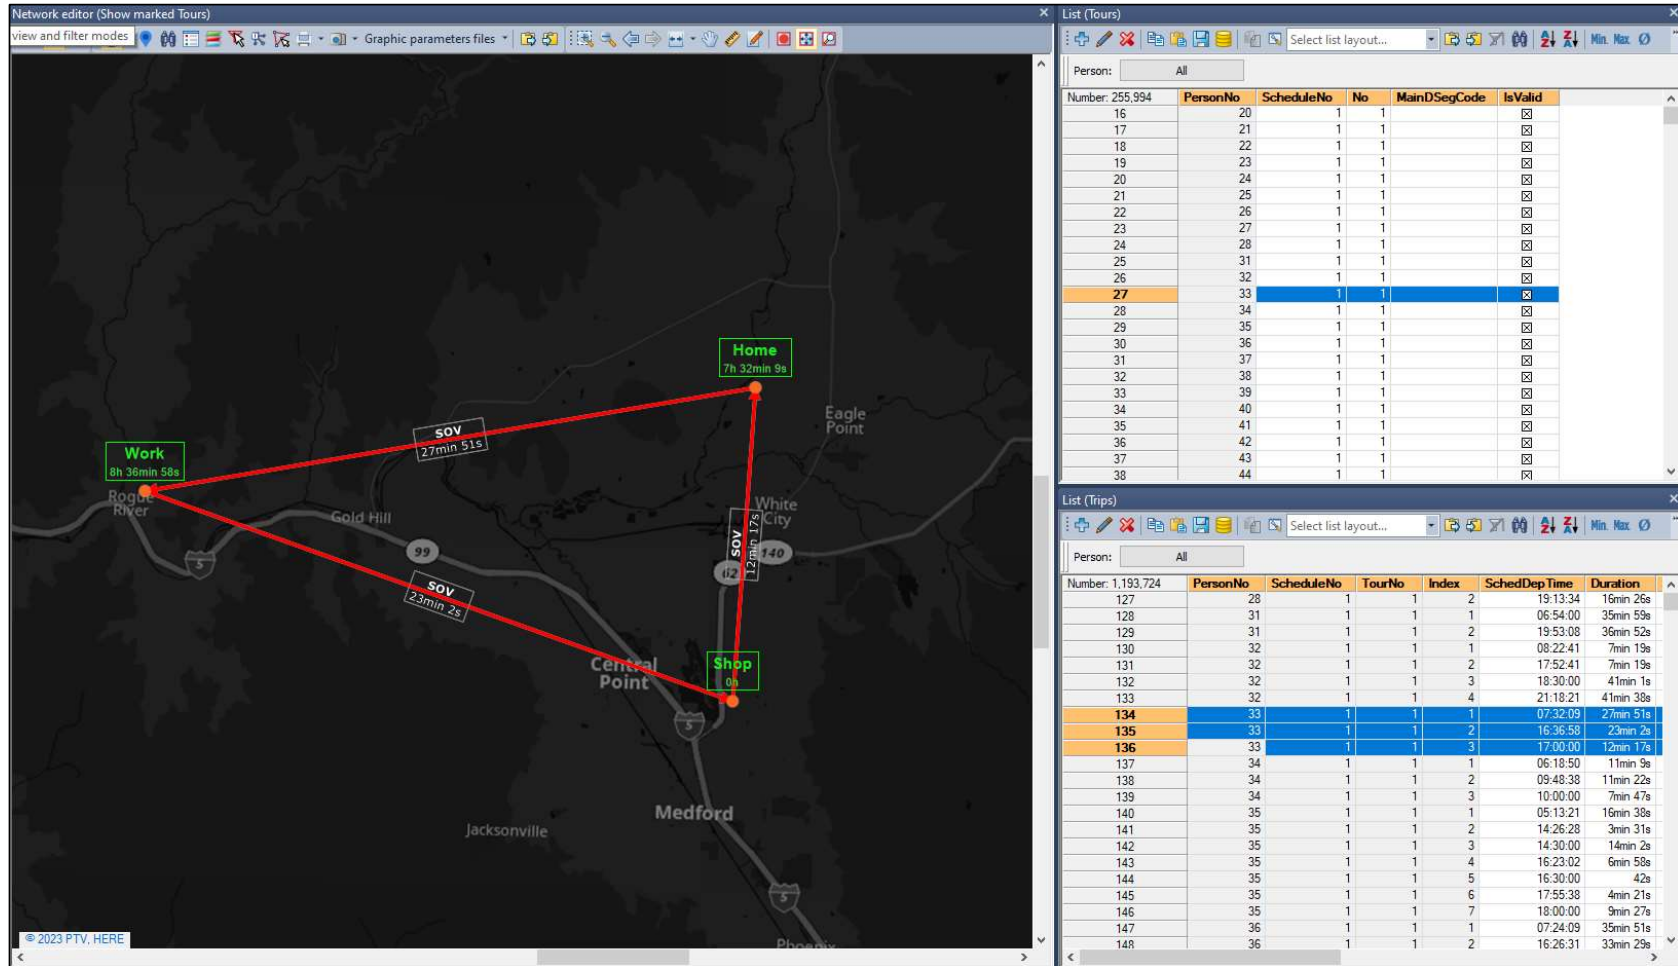 Network editor (Show marked Tours)
view and filter modes
Graphic parameters files
Home
7h 32min 9s
Eagle
Point
SOV
27min 51s
Work
8h 36min 58s
Rogue
River
Gold Hill
White
City
SOV
12min 17s
99
140
62
5
SOV
23min 2s
Central
Point
Shop
0h
5
Medford
Jacksonville
5
Phoenix
© 2023 PTV, HERE
List (Tours)
Select list layout...
Min. Max. Ø
Person: All
Number: 255,994 PersonNo ScheduleNo No MainDSegCode IsValid
16 20 1 1
17 21 1 1
18 22 1 1
19 23 1 1
20 24 1 1
21 25 1 1
22 26 1 1
23 27 1 1
24 28 1 1
25 31 1 1
26 32 1 1
27 33 1 1
28 34 1 1
29 35 1 1
30 36 1 1
31 37 1 1
32 38 1 1
33 39 1 1
34 40 1 1
35 41 1 1
36 42 1 1
37 43 1 1
38 44 1 1
List (Trips)
Select list layout...
Min. Max. Ø
Person: All
Number: 1,193,724 PersonNo ScheduleNo TourNo Index SchedDepTime Duration
127 28 1 1 2 19:13:34 16min 26s
128 31 1 1 1 06:54:00 35min 59s
129 31 1 1 2 19:53:08 36min 52s
130 32 1 1 1 08:22:41 7min 19s
131 32 1 1 2 17:52:41 7min 19s
132 32 1 1 3 18:30:00 41min 1s
133 32 1 1 4 21:18:21 41min 38s
134 33 1 1 1 07:32:09 27min 51s
135 33 1 1 2 16:36:58 23min 2s
136 33 1 1 3 17:00:00 12min 17s
137 34 1 1 1 06:18:50 11min 9s
138 34 1 1 2 09:48:38 11min 22s
139 34 1 1 3 10:00:00 7min 47s
140 35 1 1 1 05:13:21 16min 38s
141 35 1 1 2 14:26:28 3min 31s
142 35 1 1 3 14:30:00 14min 2s
143 35 1 1 4 16:23:02 6min 58s
144 35 1 1 5 16:30:00 42s
145 35 1 1 6 17:55:38 4min 21s
146 35 1 1 7 18:00:00 9min 27s
147 36 1 1 1 07:24:09 35min 51s
148 36 1 1 2 16:26:31 33min 29s